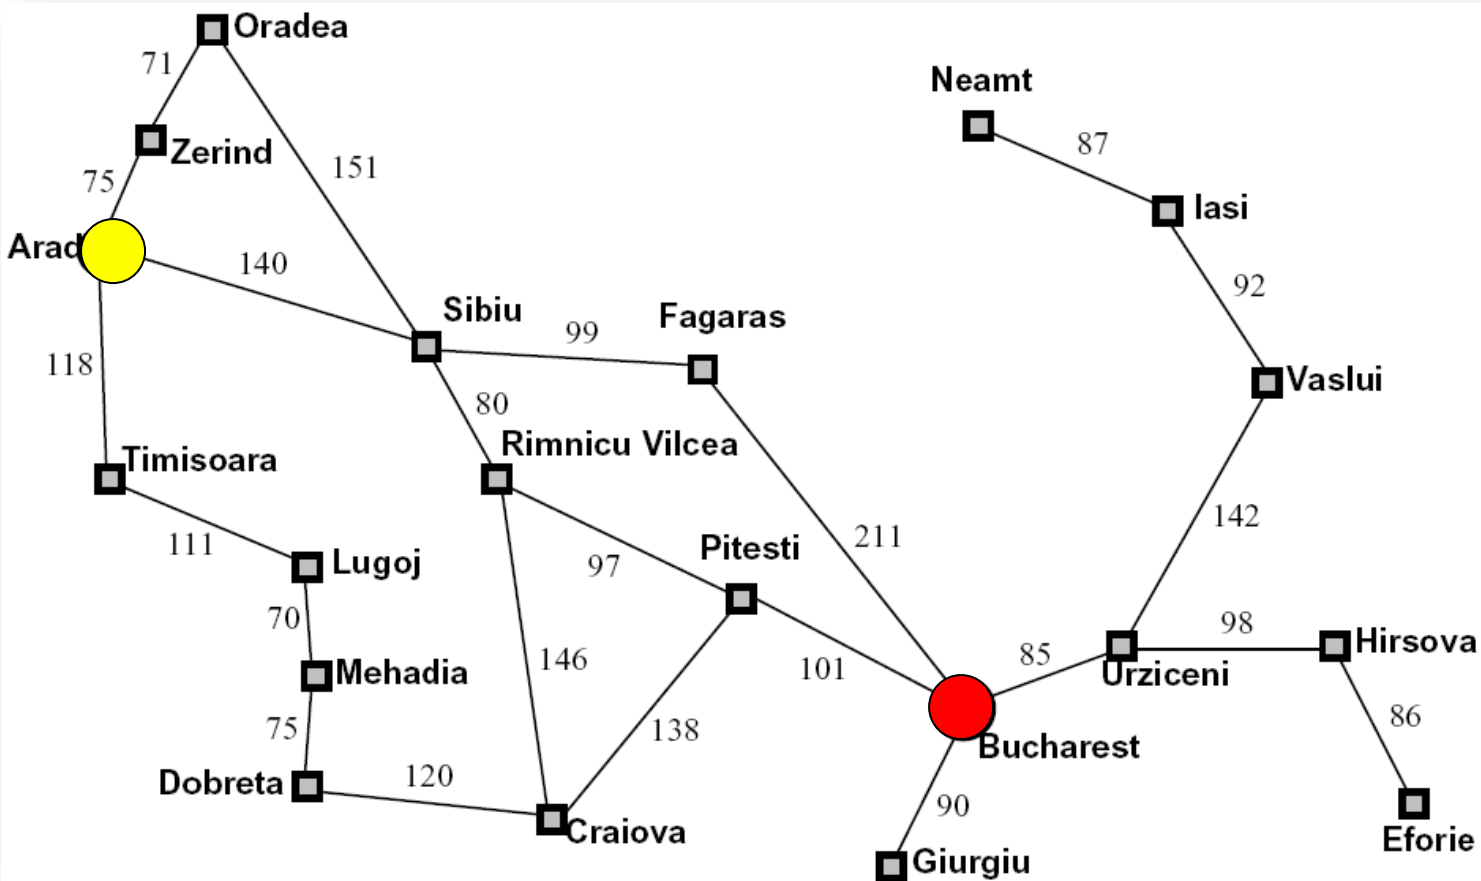 Oradea
71
Neamt
87
Zerind
151
75
Iasi
Arad
140
92
Sibiu
Fagaras
99
118
Vaslui
80
Rimnicu Vilcea
Timisoara
142
211
111
Pitesti
97
Lugoj
70
98
Hirsova
85
146
101
Mehadia
Urziceni
86
75
138
Bucharest
Dobreta
120
90
Craiova
Eforie
Giurgiu